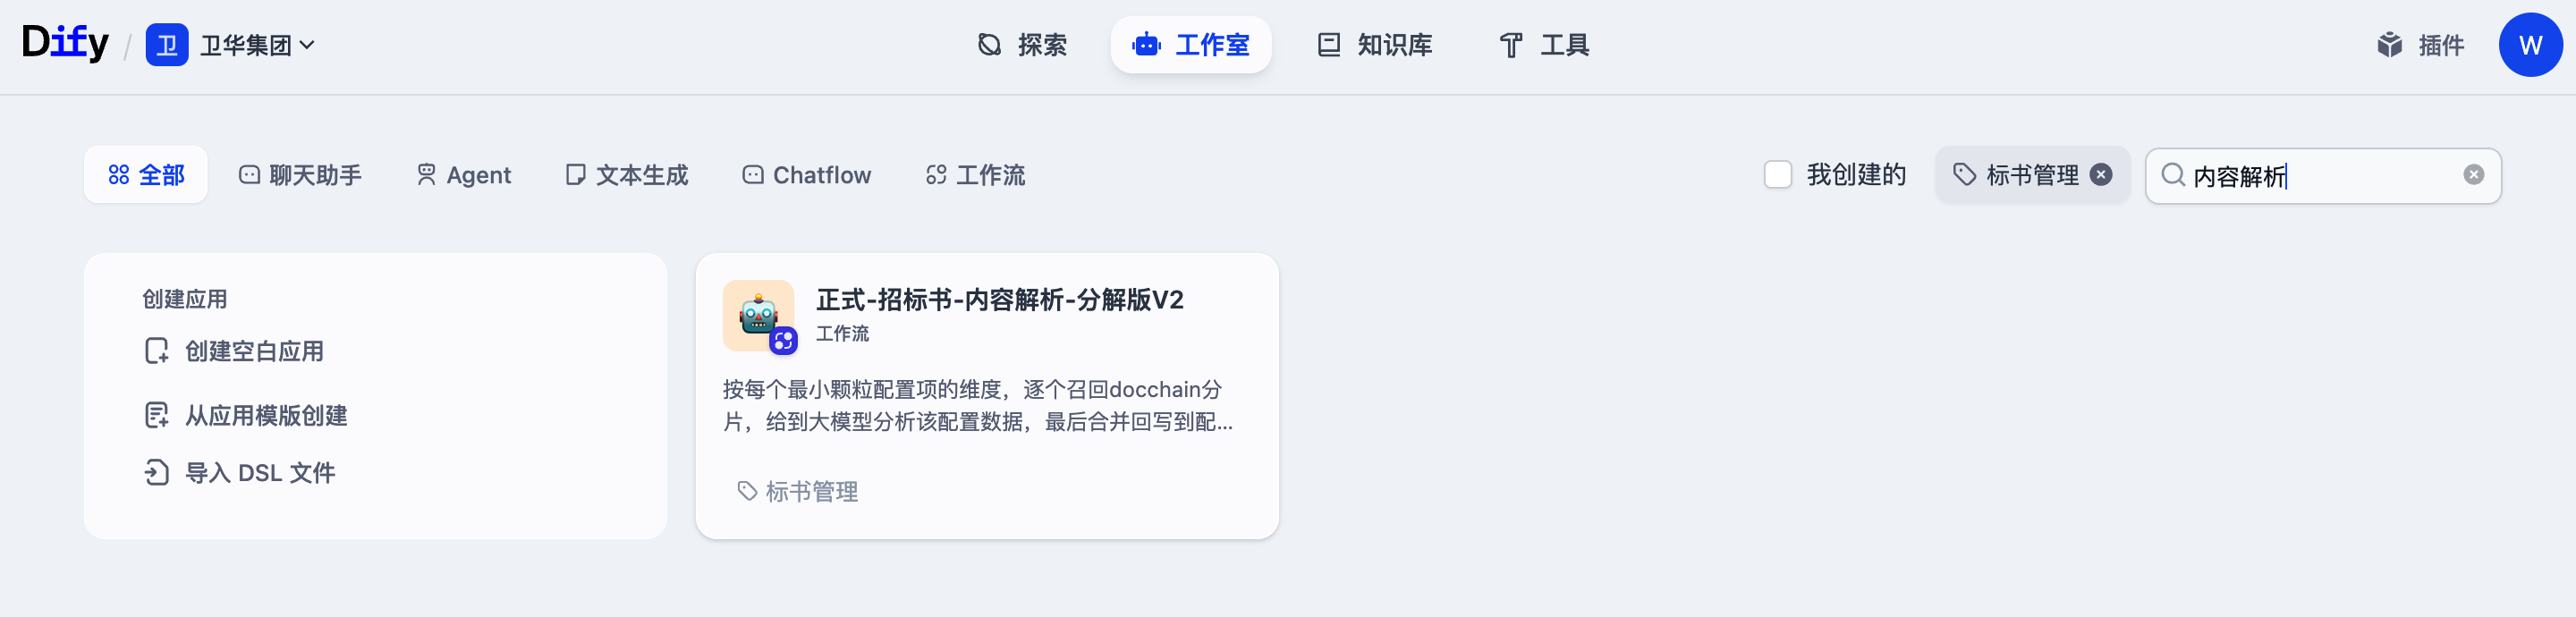 Dify / 卫 卫华集团
探索 工作室 知识库 工具
插件 W
全部 聊天助手 Agent 文本生成 Chatflow 工作流
我创建的 标书管理 内容解析
创建应用
创建空白应用
从应用模版创建
导入 DSL 文件
正式-招标书-内容解析-分解版V2
工作流
按每个最小颗粒配置项的维度，逐个召回docchain分
片，给到大模型分析该配置数据，最后合并回写到配...
标书管理